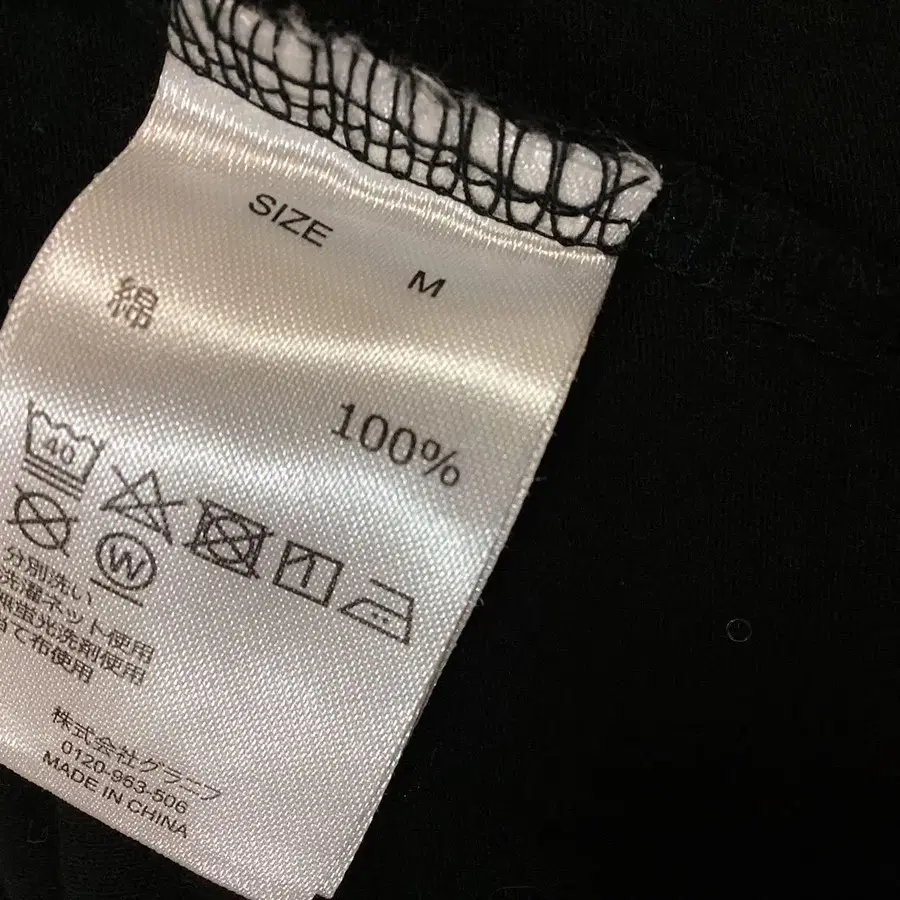 SIZE
M
綿
100%
40
W
分別洗い
洗濯ネット使用
無蛍光洗剤使用
当て布使用
株式会社グラニフ
0120-963-506
MADE IN CHINA